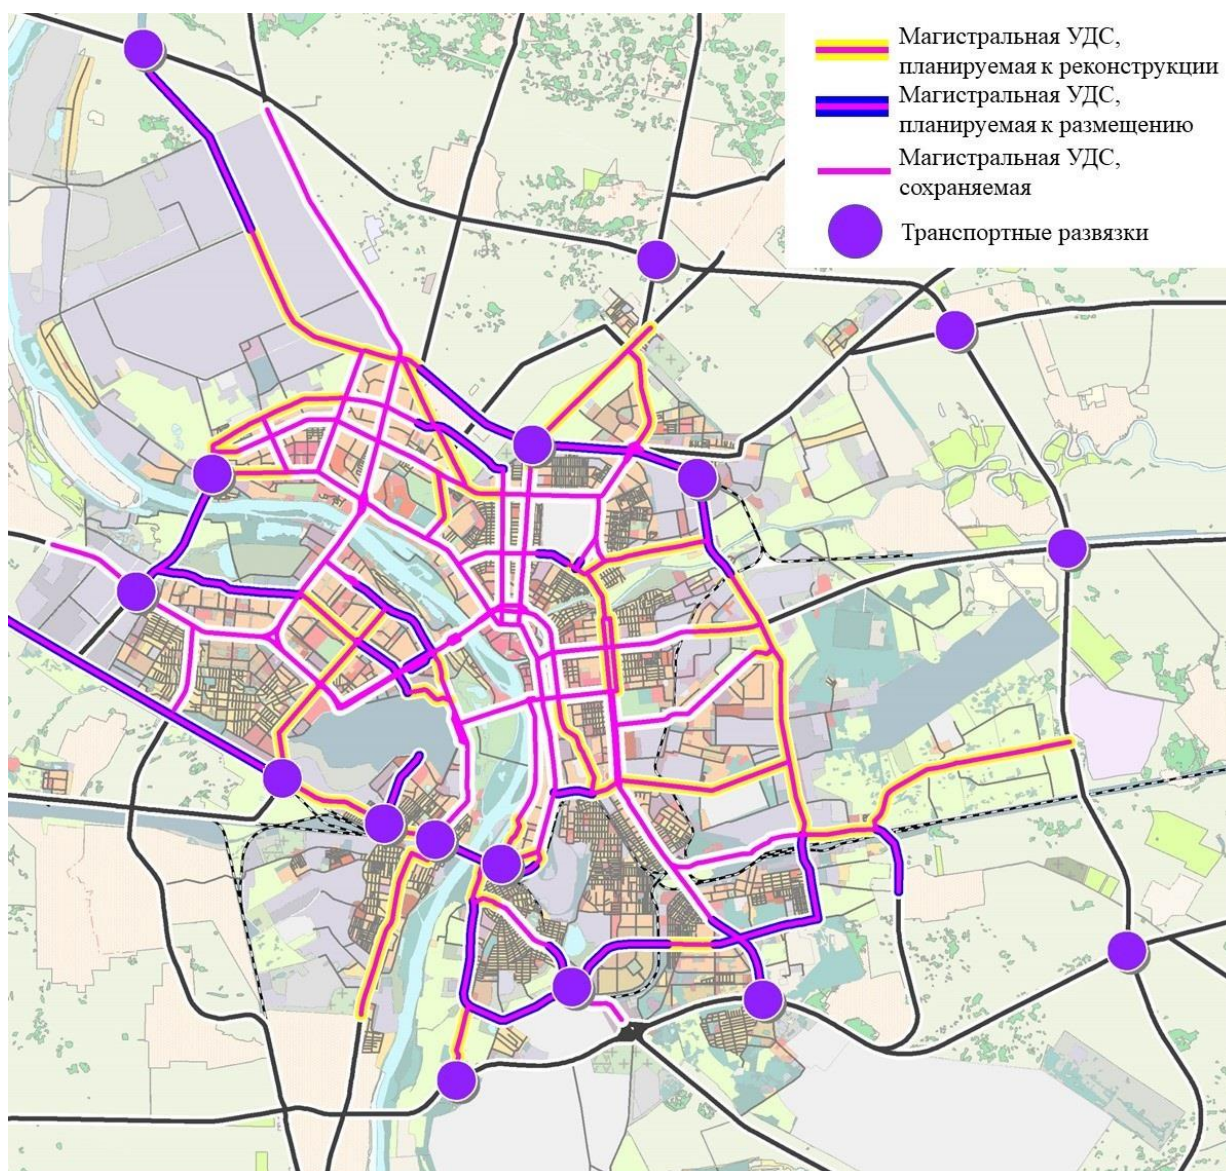 Магистральная УДС,
планируемая к реконструкции
Магистральная УДС,
планируемая к размещению
Магистральная УДС,
сохраняемая
Транспортные развязки